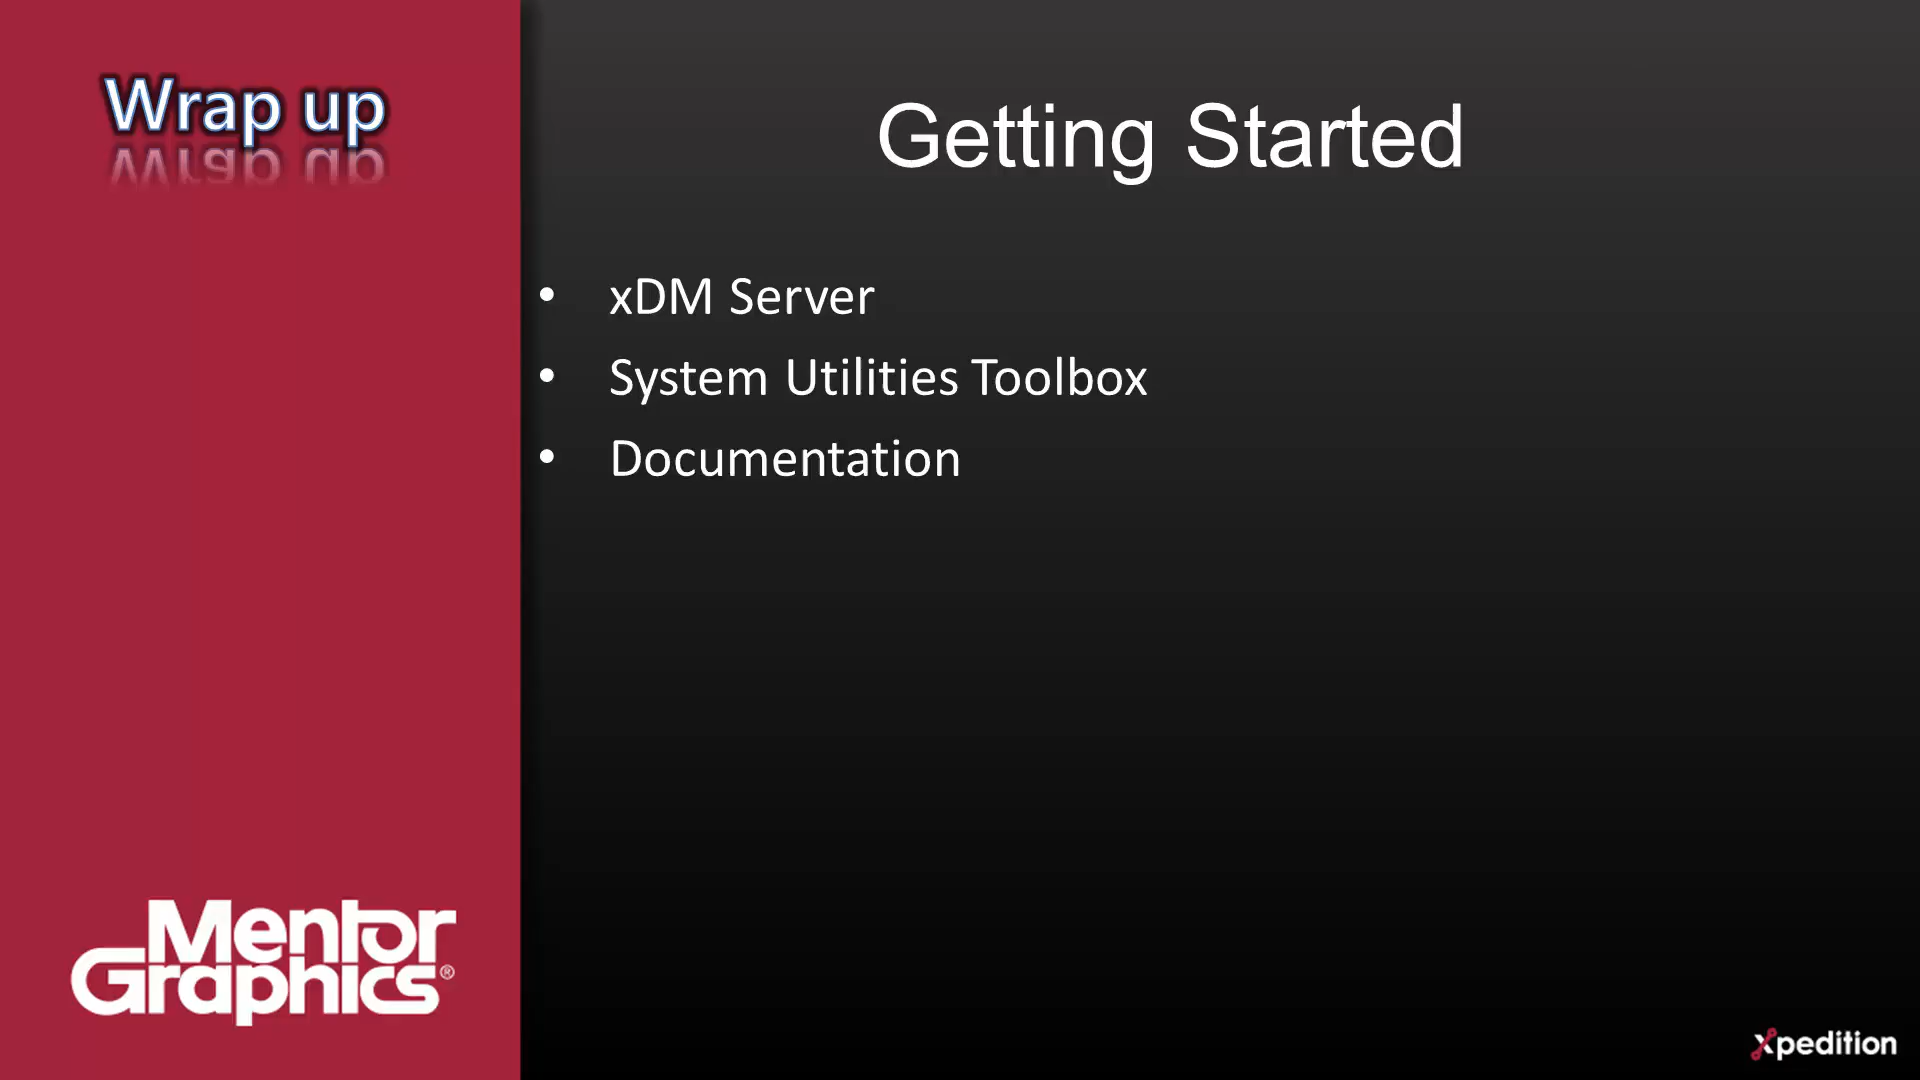 Wrap up
Getting Started
• xDM Server
• System Utilities Toolbox
• Documentation
Mentor
Graphics®
xpedition